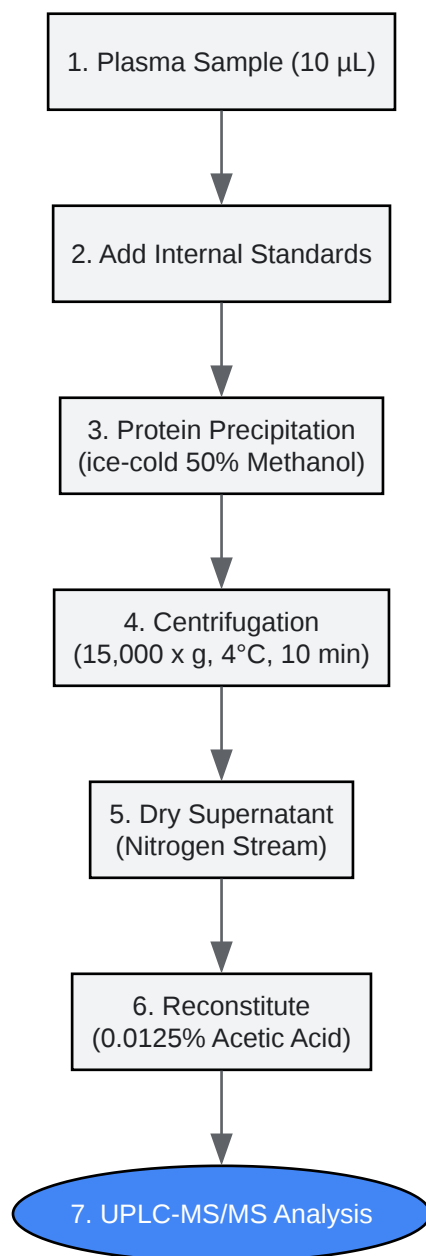 1. Plasma Sample (10 µL)
2. Add Internal Standards
3. Protein Precipitation
(ice-cold 50% Methanol)
4. Centrifugation
(15,000 x g, 4°C, 10 min)
5. Dry Supernatant
(Nitrogen Stream)
6. Reconstitute
(0.0125% Acetic Acid)
7. UPLC-MS/MS Analysis